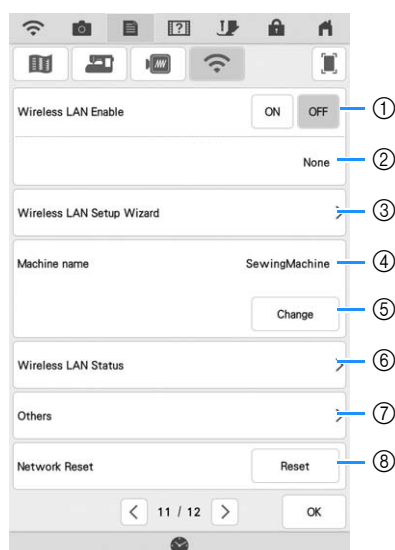 Wireless LAN Enable ON OFF ①
None ②
Wireless LAN Setup Wizard > ③
Machine name SewingMachine ④
Change ⑤
Wireless LAN Status > ⑥
Others > ⑦
Network Reset Reset ⑧
< 11 / 12 > OK